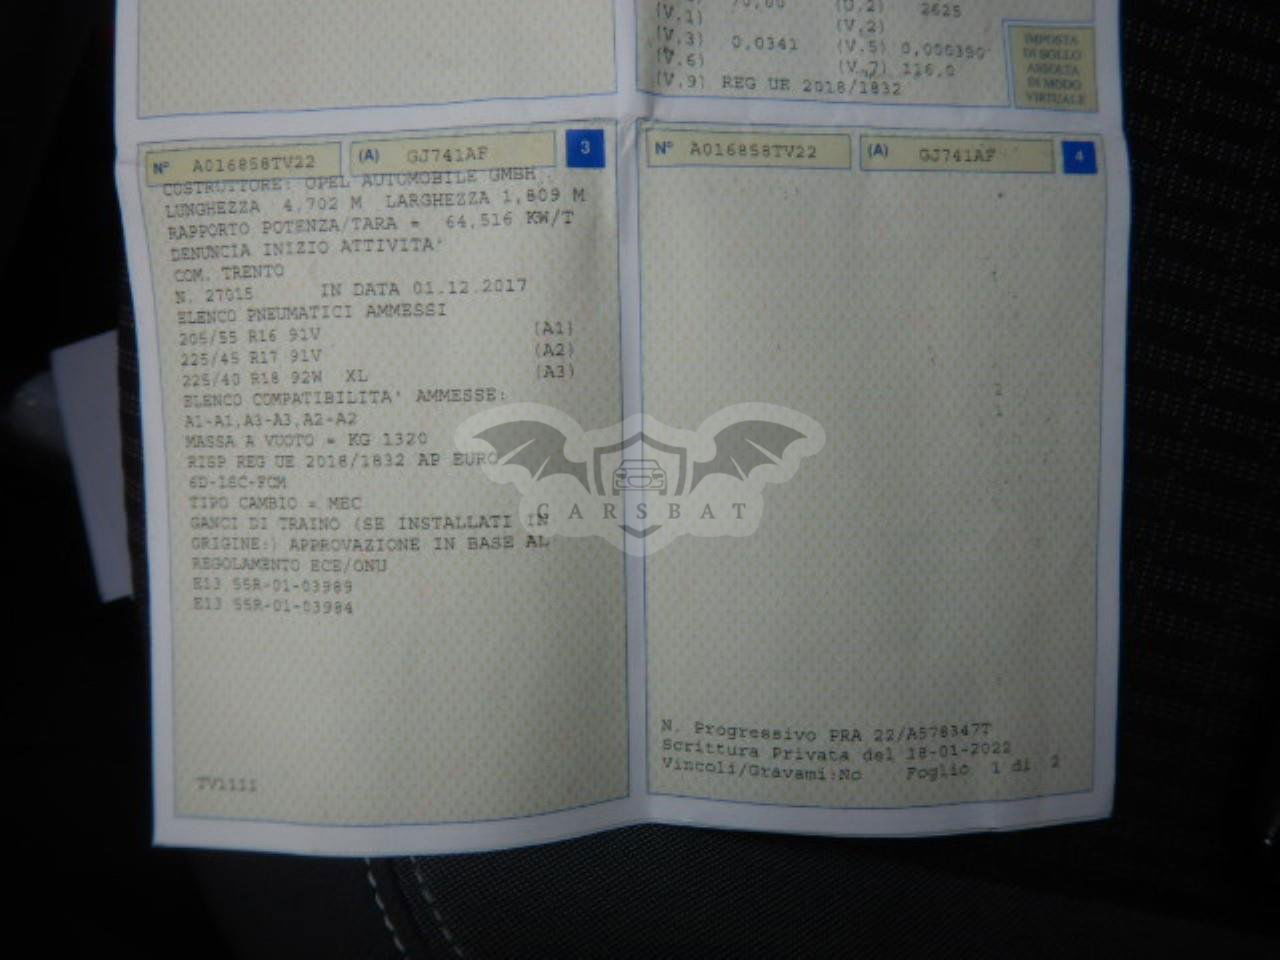 (V.1) (V.2)
(V.3) 0,0341 (V.5) 0,000390
(V.6) (V.7) 116,0
(V.9) REG UE 2018/1832
2625
IMPOSTA
DI BOLLO
ASSOLTA
IN MODO
VIRTUALE
N° A016858TV22 (A) GJ741AF 3
COSTRUTTORE: OPEL AUTOMOBILE GMBH
LUNGHEZZA 4,702 M LARGHEZZA 1,809 M
RAPPORTO POTENZA/TARA = 64,516 KW/T
DENUNCIA INIZIO ATTIVITA'
COM. TRENTO
N. 27015 IN DATA 01.12.2017
ELENCO PNEUMATICI AMMESSI
205/55 R16 91V (A1)
225/45 R17 91V (A2)
225/40 R18 92W XL (A3)
ELENCO COMPATIBILITA' AMMESSE:
A1-A1,A3-A3,A2-A2
MASSA A VUOTO = KG 1320
RISP REG UE 2018/1832 AP EURO
6D-ISC-FCM
TIPO CAMBIO = MEC
GANCI DI TRAINO (SE INSTALLATI IN
ORIGINE:) APPROVAZIONE IN BASE AL
REGOLAMENTO ECE/ONU
E13 55R-01-03989
E13 55R-01-03984
TV1111
N° A016858TV22 (A) GJ741AF 4
2
1
N. Progressivo PRA 22/A578347T
Scrittura Privata del 18-01-2022
Vincoli/Gravami:No Foglio 1 di 2
CARSBAT